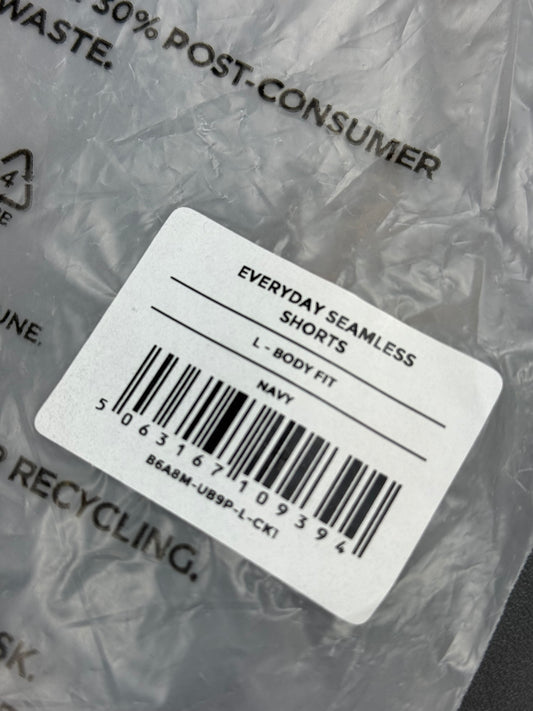 30% POST-CONSUMER
WASTE.
4
UNE.
EVERYDAY SEAMLESS
SHORTS
L - BODY FIT
NAVY
5 063167 109394
B6A8M-UB9P-L-CK1
RECYCLING.
SK.